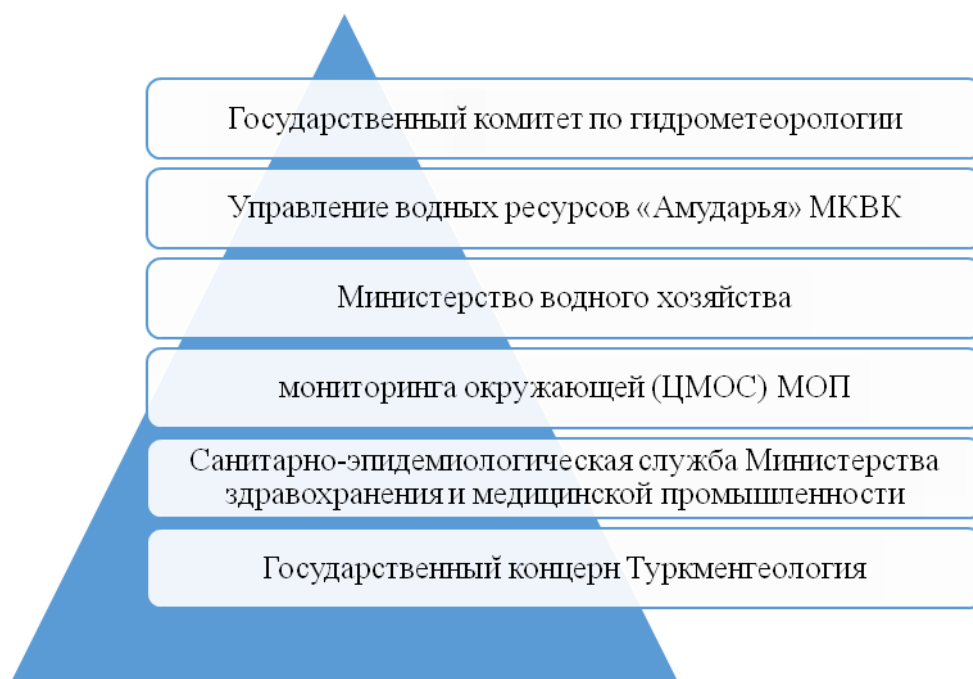 Государственный комитет по гидрометеорологии
Управление водных ресурсов «Амударья» МКВК
Министерство водного хозяйства
мониторинга окружающей (ЦМОС) МОП
Санитарно-эпидемиологическая служба Министерства
здравохранения и медицинской промышленности
Государственный концерн Туркменгеология